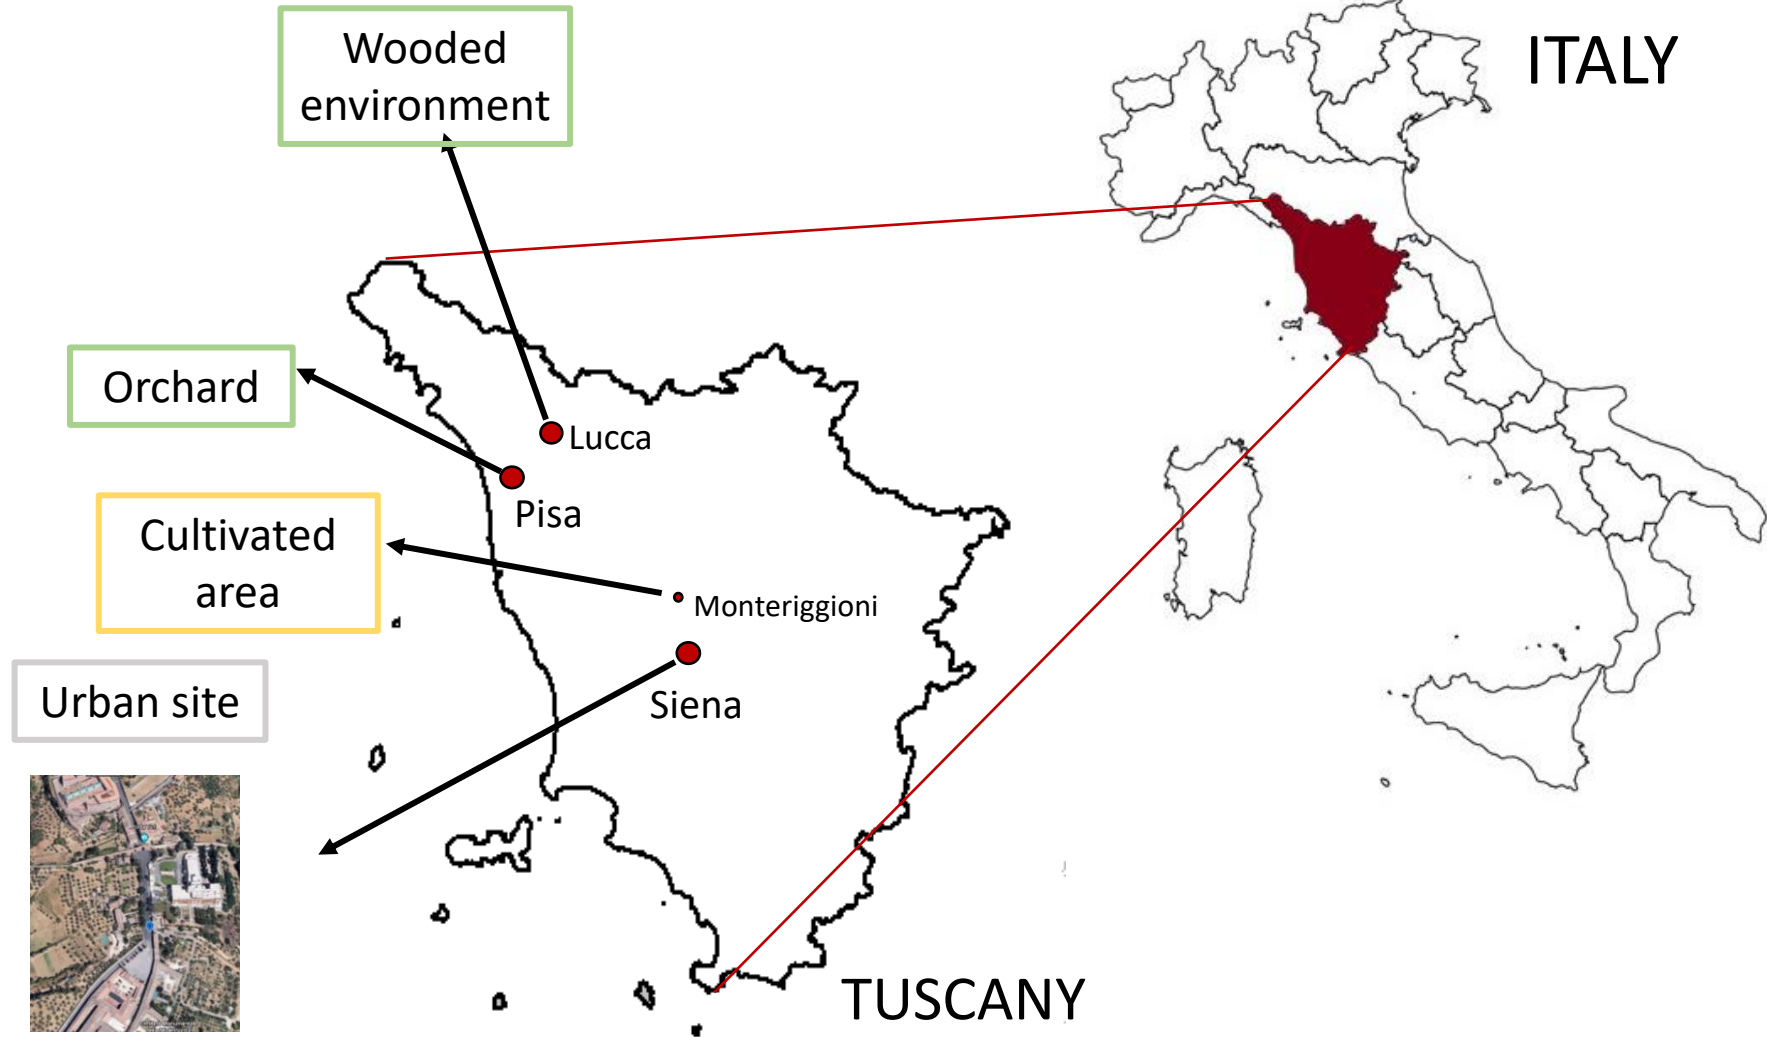 Wooded
environment
ITALY
Orchard
Lucca
Pisa
Cultivated
area
Monteriggioni
Urban site
Siena
TUSCANY